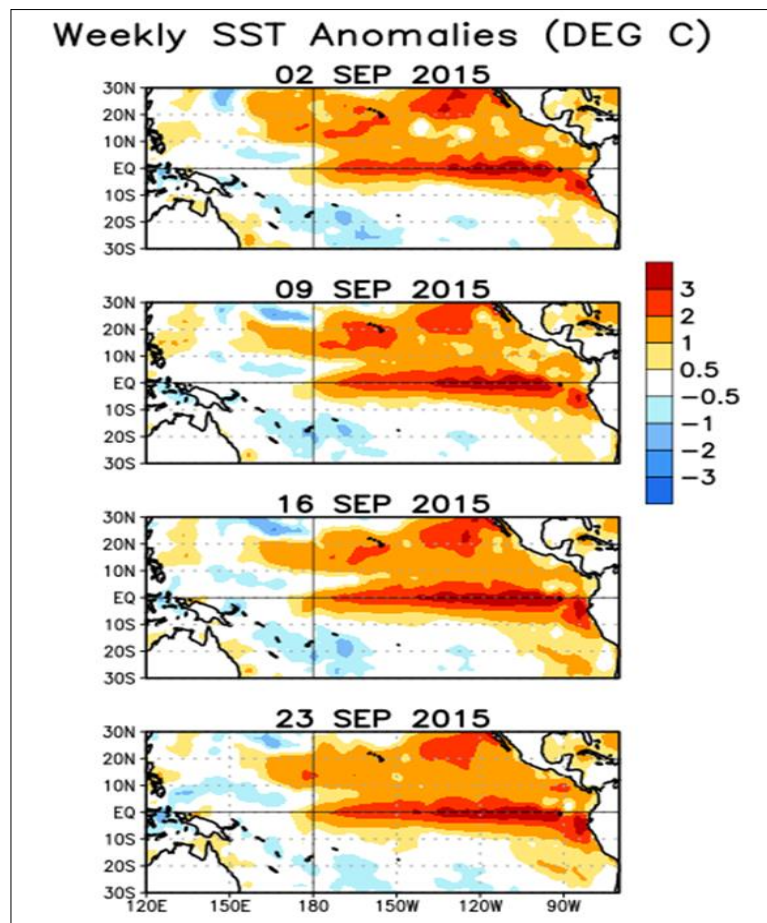 Weekly SST Anomalies (DEG C)
02 SEP 2015
30N
20N
10N
EQ
10S
20S
30S
09 SEP 2015
30N
20N
10N
EQ
10S
20S
30S
3
2
1
0.5
−0.5
−1
−2
−3
16 SEP 2015
30N
20N
10N
EQ
10S
20S
30S
23 SEP 2015
30N
20N
10N
EQ
10S
20S
30S
120E 150E 180 150W 120W 90W